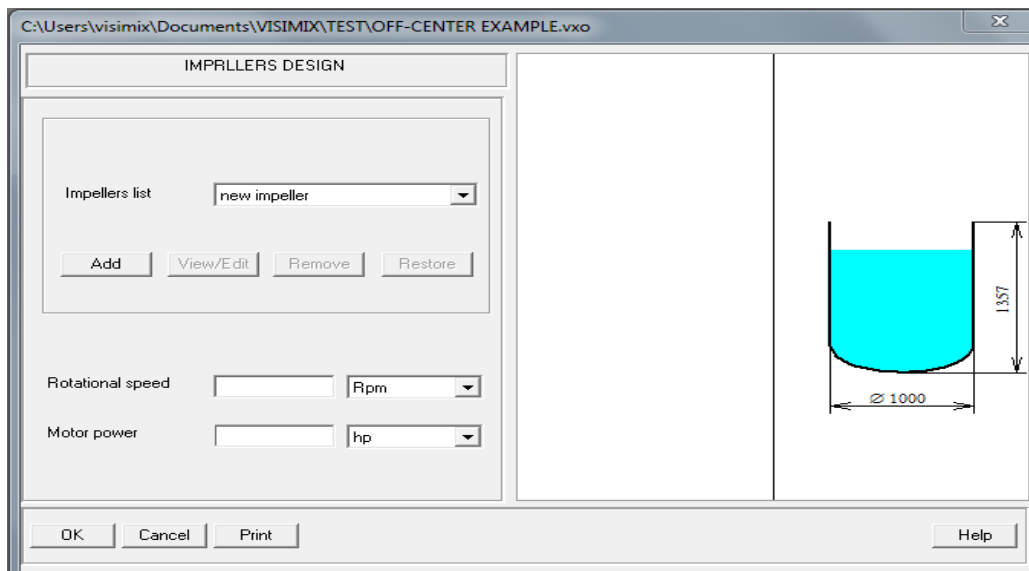 C:\Users\visimix\Documents\VISIMIX\TEST\OFF-CENTER EXAMPLE.vxo
IMPRLLERS DESIGN
Impellers list new impeller
Add View/Edit Remove Restore
Rotational speed Rpm
Motor power hp
1357
Ø 1000
OK Cancel Print Help